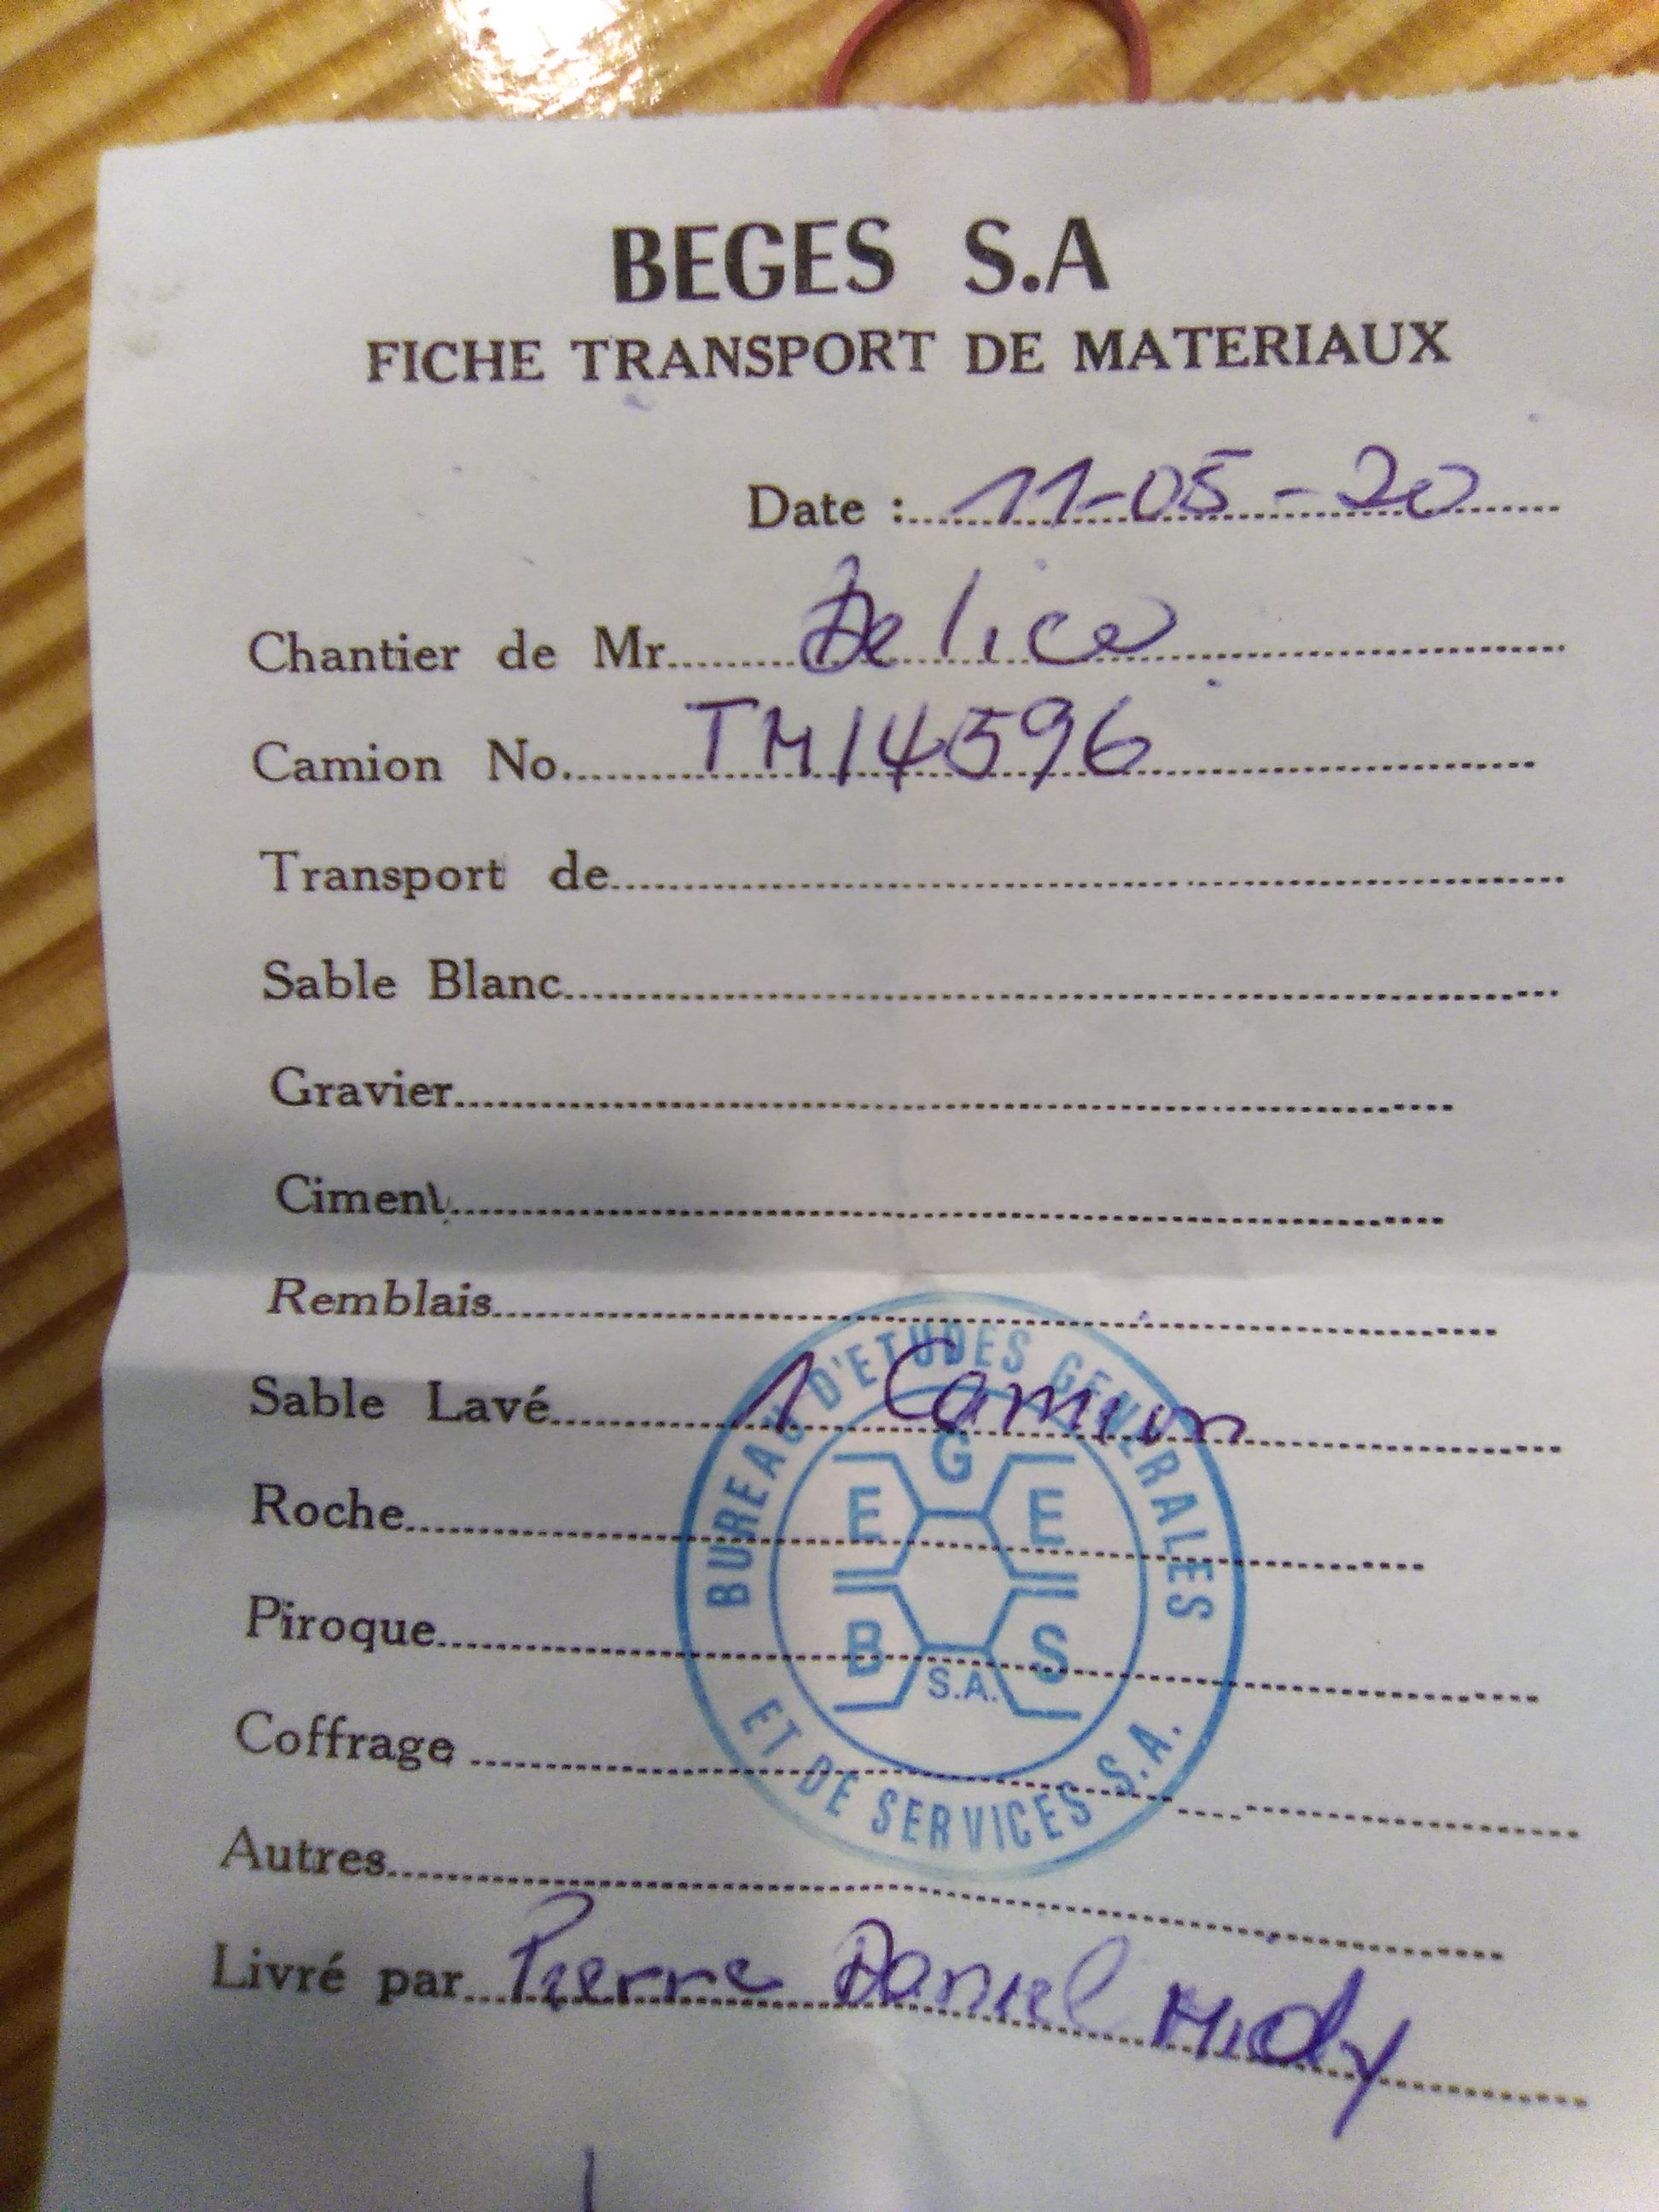 BEGES S.A
FICHE TRANSPORT DE MATERIAUX
Date : 11-05-20
Chantier de Mr. Delice
Camion No. TM14596
Transport de
Sable Blanc
Gravier
Ciment
Remblais
Sable Lavé 1 Camion
Roche
Piroque
Coffrage
Autres
Livré par Pierre Daniel Midy
BUREAU D'ETUDES GENERALES
ET DE SERVICES S.A.
G
E E
B S
S.A.